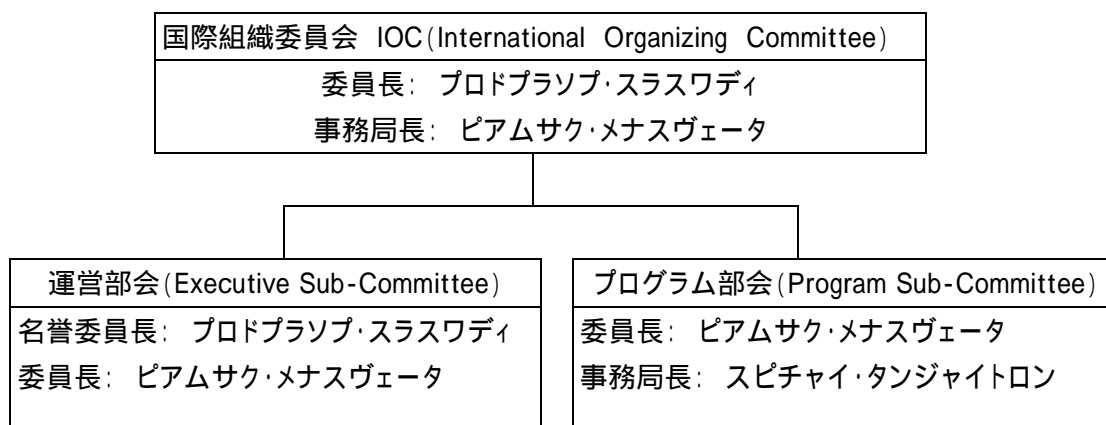 国際組織委員会 IOC(International Organizing Committee)
委員長: プロドプラソプ・スラスワディ
事務局長: ピアムサク・メナスヴェータ
運営部会(Executive Sub-Committee)
名誉委員長: プロドプラソプ・スラスワディ
委員長: ピアムサク・メナスヴェータ
プログラム部会(Program Sub-Committee)
委員長: ピアムサク・メナスヴェータ
事務局長: スピチャイ・タンジャイトロン